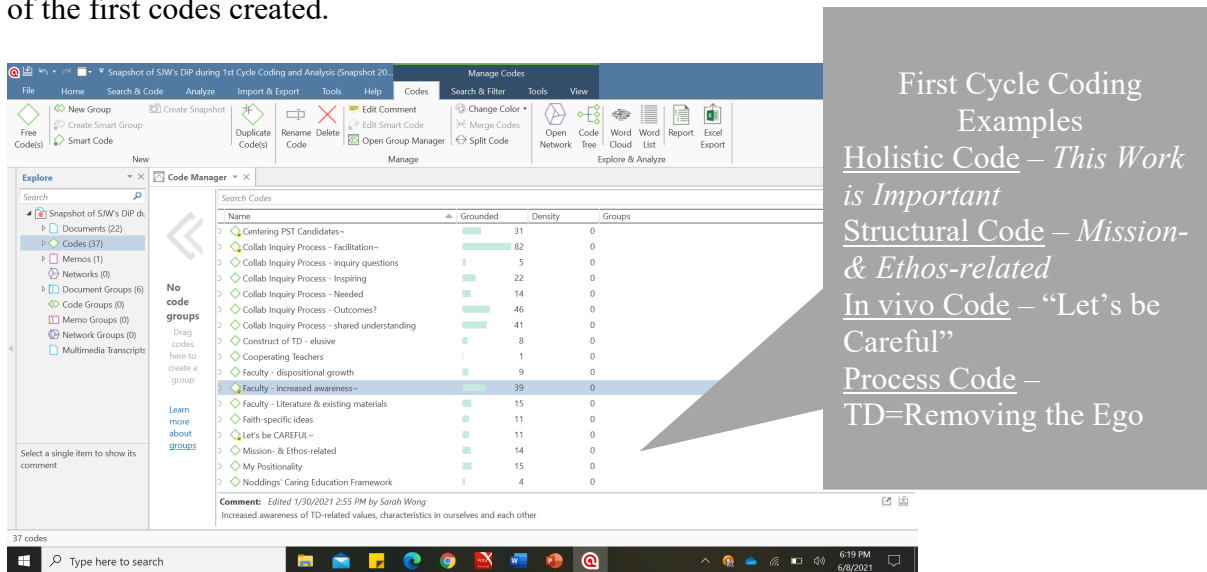 of the first codes created.
Snapshot of SJW's DiP during 1st Cycle Coding and Analysis (Snapshot 20...
Manage Codes
File Home Search & Code Analyze Import & Export Tools Help Codes Search & Filter Tools View
New Group
Create Smart Group
Smart Code
Create Snapshot
Free
Code(s)
Duplicate
Code(s)
Rename
Code
Delete
Edit Comment
Edit Smart Code
Open Group Manager
Change Color
Merge Codes
Split Code
Open
Network
Code
Tree
Word
Cloud
Word
List
Report
Excel
Export
New
Manage
Explore & Analyze
Explore
Search
Snapshot of SJW's DiP du
Documents (22)
Codes (37)
Memos (1)
Networks (0)
Document Groups (6)
Code Groups (0)
Memo Groups (0)
Network Groups (0)
Multimedia Transcripts
Select a single item to show its
comment
Code Manager
No
code
groups
Drag
codes
here to
create a
group
Learn
more
about
groups
Search Codes
Name Grounded Density Groups
Centering PST Candidates~ 31 0
Collab Inquiry Process - Facilitation~ 82 0
Collab Inquiry Process - inquiry questions 5 0
Collab Inquiry Process - Inspiring 22 0
Collab Inquiry Process - Needed 14 0
Collab Inquiry Process - Outcomes? 46 0
Collab Inquiry Process - shared understanding 41 0
Construct of TD - elusive 8 0
Cooperating Teachers 1 0
Faculty - dispositional growth 9 0
Faculty - increased awareness~ 39 0
Faculty - Literature & existing materials 15 0
Faith-specific ideas 11 0
Let's be CAREFUL~ 11 0
Mission- & Ethos-related 14 0
My Positionality 15 0
Noddings' Caring Education Framework 4 0
Comment: Edited 1/30/2021 2:55 PM by Sarah Wong
Increased awareness of TD-related values, characteristics in ourselves and each other
37 codes
Type here to search
6:19 PM
6/8/2021
First Cycle Coding
Examples
Holistic Code – This Work
is Important
Structural Code – Mission-
& Ethos-related
In vivo Code – “Let’s be
Careful”
Process Code –
TD=Removing the Ego